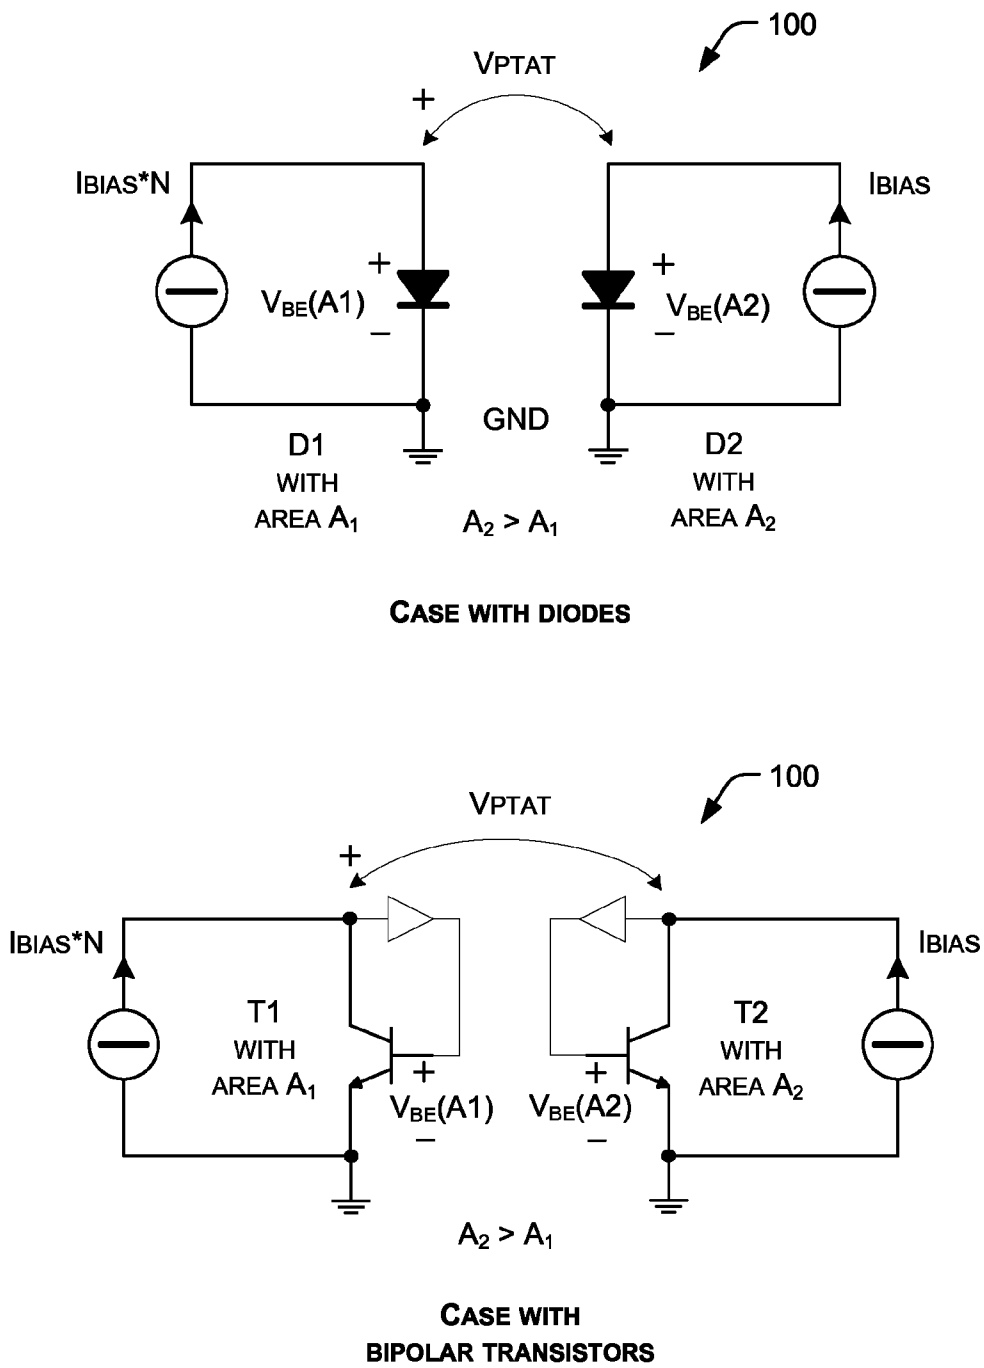 100
VPTAT
+
IBIAS*N
IBIAS
+
+
VBE(A1)
VBE(A2)
–
–
GND
D1
WITH
AREA A1
D2
WITH
AREA A2
A2 > A1
CASE WITH DIODES
100
VPTAT
+
IBIAS*N
IBIAS
T1
WITH
AREA A1
T2
WITH
AREA A2
+
+
VBE(A1)
VBE(A2)
–
–
A2 > A1
CASE WITH
BIPOLAR TRANSISTORS